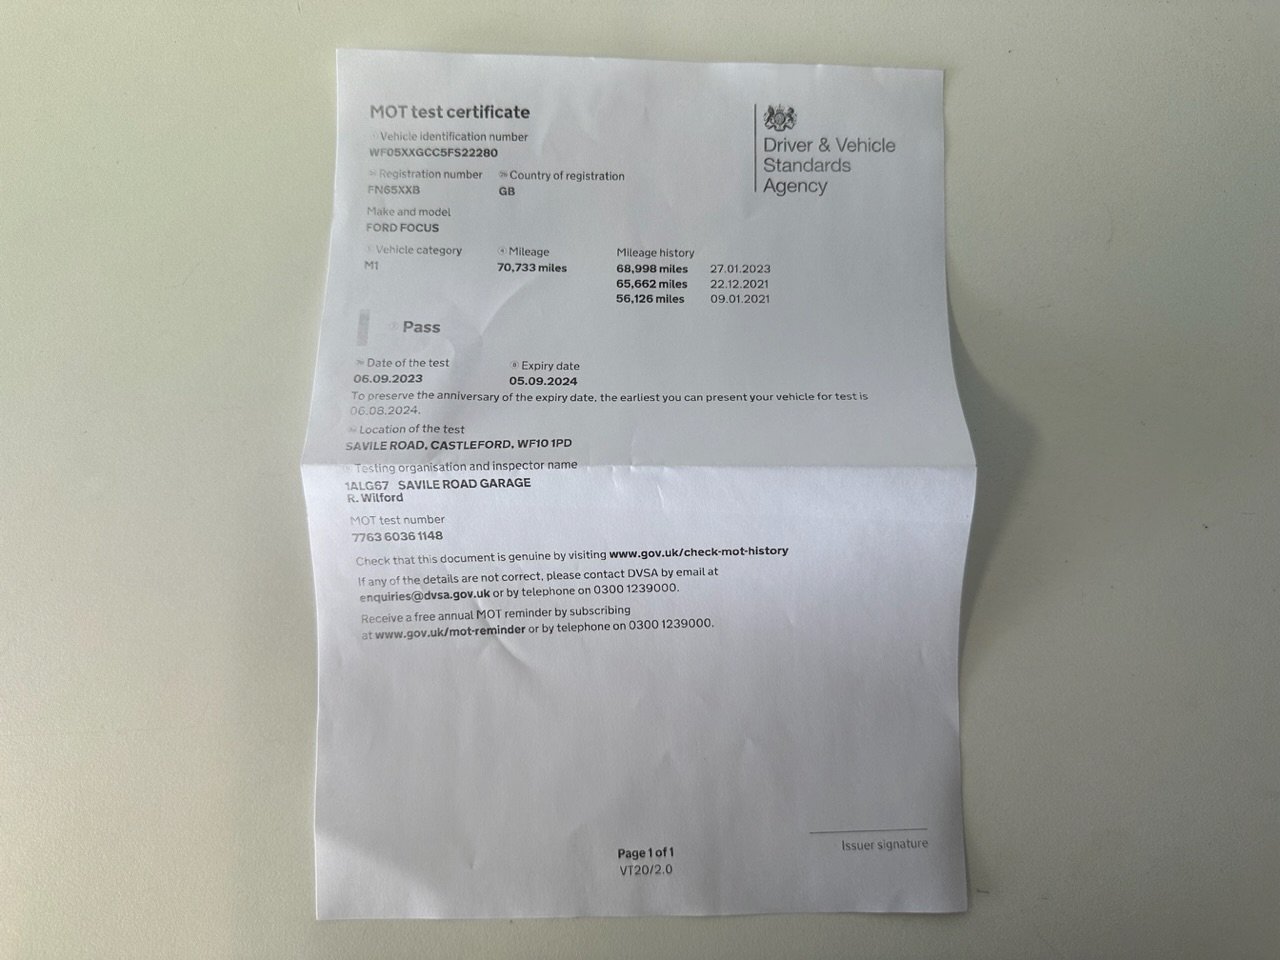 MOT test certificate
Vehicle identification number
WF05XXGCC5FS22280
Registration number Country of registration
FN65XXB GB
Make and model
FORD FOCUS
Vehicle category Mileage Mileage history
M1 70,733 miles 68,998 miles 27.01.2023
65,662 miles 22.12.2021
56,126 miles 09.01.2021
Pass
Date of the test Expiry date
06.09.2023 05.09.2024
To preserve the anniversary of the expiry date, the earliest you can present your vehicle for test is
06.08.2024.
Location of the test
SAVILE ROAD, CASTLEFORD, WF10 1PD
Testing organisation and inspector name
1ALG67 SAVILE ROAD GARAGE
R. Wilford
MOT test number
7763 6036 1148
Check that this document is genuine by visiting www.gov.uk/check-mot-history
If any of the details are not correct, please contact DVSA by email at
enquiries@dvsa.gov.uk or by telephone on 0300 1239000.
Receive a free annual MOT reminder by subscribing
at www.gov.uk/mot-reminder or by telephone on 0300 1239000.
Driver & Vehicle
Standards
Agency
Issuer signature
Page 1 of 1
VT20/2.0